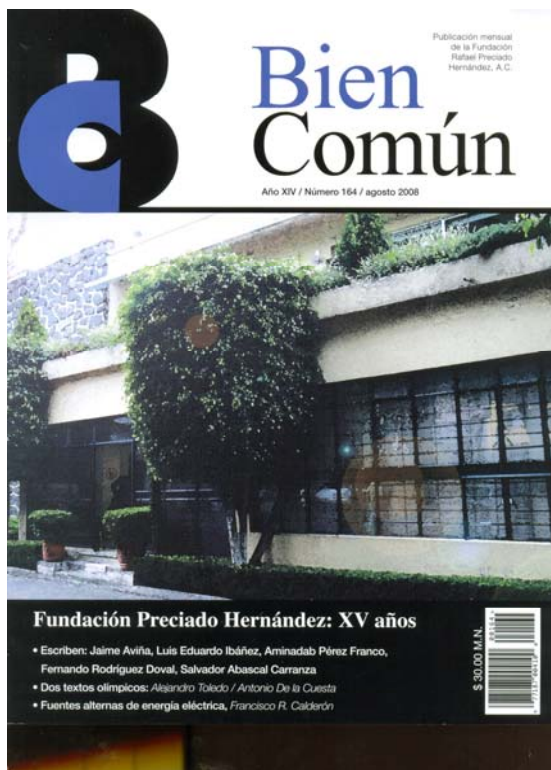 Publicación mensual
de la Fundación
Rafael Preciado
Hernández, A.C.
Bien
Común
Año XIV / Número 164 / agosto 2008
Fundación Preciado Hernández: XV años
• Escriben: Jaime Aviña, Luis Eduardo Ibáñez, Aminadab Pérez Franco,
Fernando Rodríguez Doval, Salvador Abascal Carranza
• Dos textos olímpicos: Alejandro Toledo / Antonio De la Cuesta
• Fuentes alternas de energía eléctrica, Francisco R. Calderón
$ 30.00 M.N.